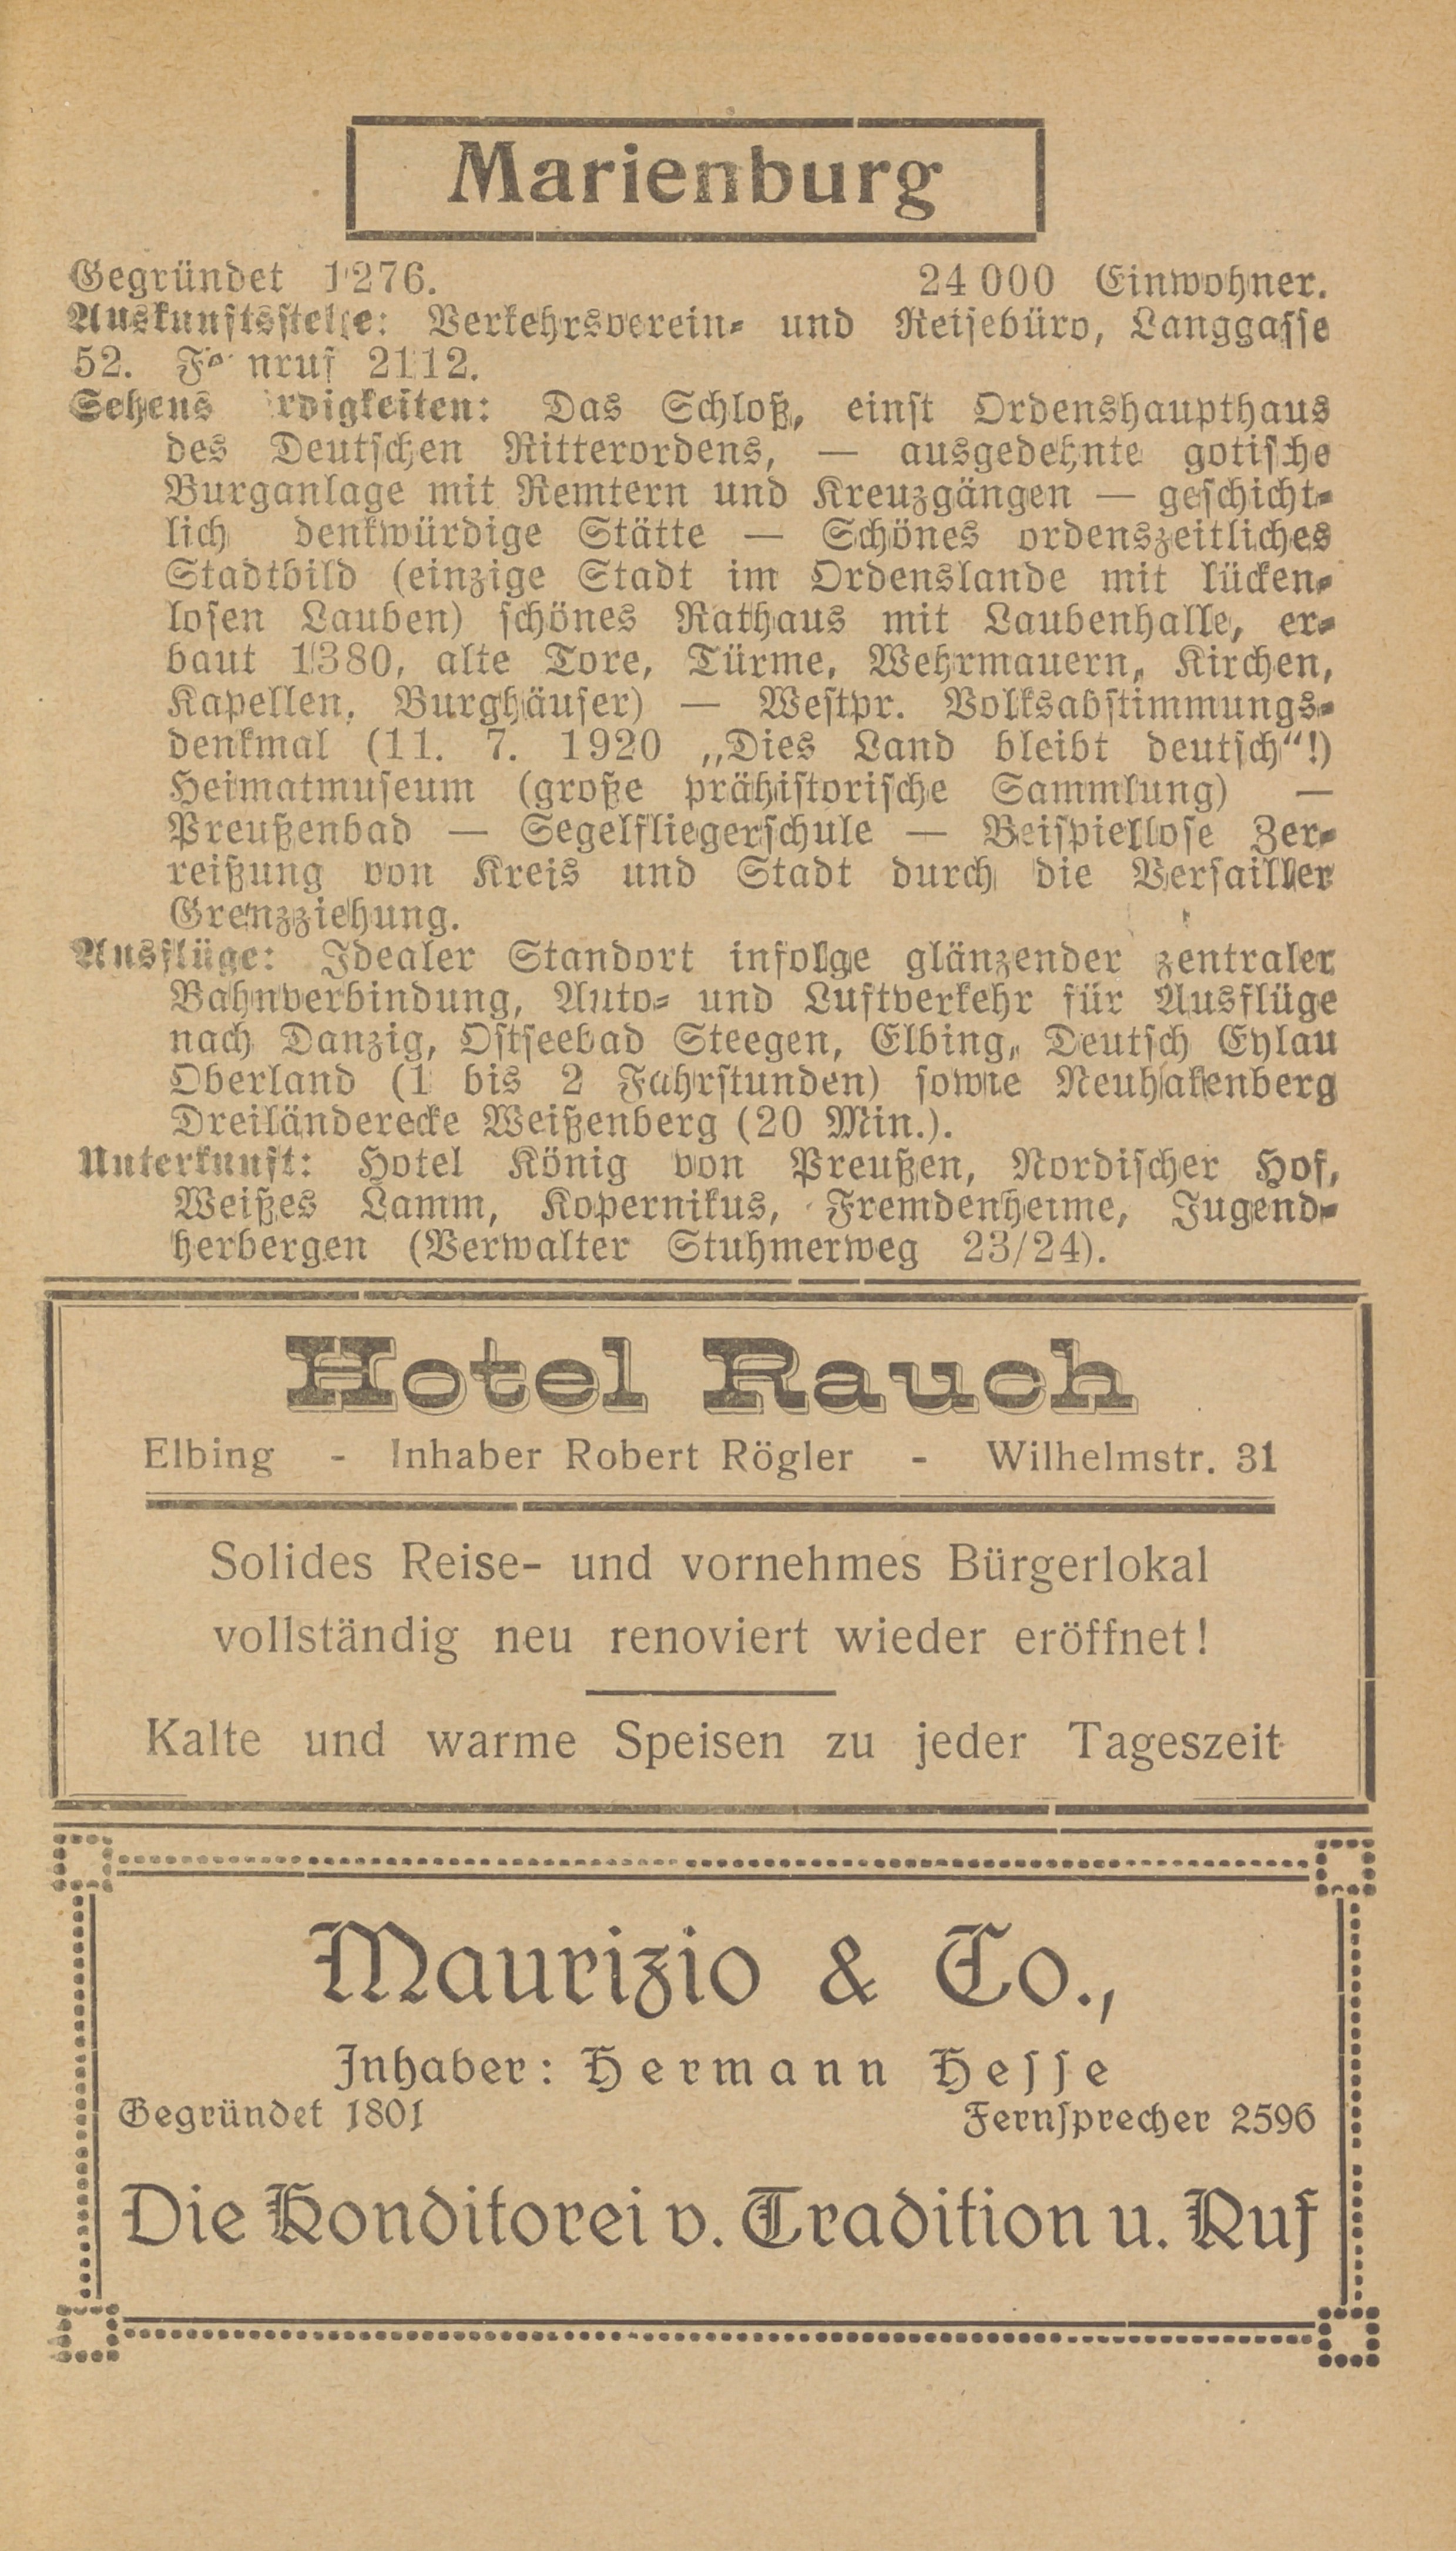 Marienburg
Gegründet 1276. 24 000 Einwohner.
Auskunftsstelle: Verkehrsverein- und Reisebüro, Langgasse
52. Fernruf 2112.
Sehenswürdigkeiten: Das Schloß, einst Ordenshaupthaus
des Deutschen Ritterordens, — ausgedehnte gotische
Burganlage mit Remtern und Kreuzgängen — geschicht-
lich denkwürdige Stätte — Schönes ordenszeitliches
Stadtbild (einzige Stadt im Ordenslande mit lücken-
losen Lauben) schönes Rathaus mit Laubenhalle, er-
baut 1380, alte Tore, Türme, Wehrmauern, Kirchen,
Kapellen, Burghäuser) — Westpr. Volksabstimmungs-
denkmal (11. 7. 1920 „Dies Land bleibt deutsch“!)
Heimatmuseum (große prähistorische Sammlung) —
Preußenbad — Segelfliegerschule — Beispiellose Zer-
reißung von Kreis und Stadt durch die Versailler
Grenzziehung.
Ausflüge: Idealer Standort infolge glänzender zentraler
Bahnverbindung, Auto- und Luftverkehr für Ausflüge
nach Danzig, Ostseebad Steegen, Elbing, Deutsch Eylau
Oberland (1 bis 2 Fahrstunden) sowie Neuhakenberg
Dreiländerecke Weißenberg (20 Min.).
Unterkunft: Hotel König von Preußen, Nordischer Hof,
Weißes Lamm, Kopernikus, Fremdenheime, Jugend-
herbergen (Verwalter Stuhmerweg 23/24).
Hotel Rauch
Elbing - Inhaber Robert Rögler - Wilhelmstr. 31
Solides Reise- und vornehmes Bürgerlokal
vollständig neu renoviert wieder eröffnet!
Kalte und warme Speisen zu jeder Tageszeit
Maurizio & Co.,
Inhaber: Hermann Hesse
Gegründet 1801 Fernsprecher 2596
Die Konditorei v. Tradition u. Ruf